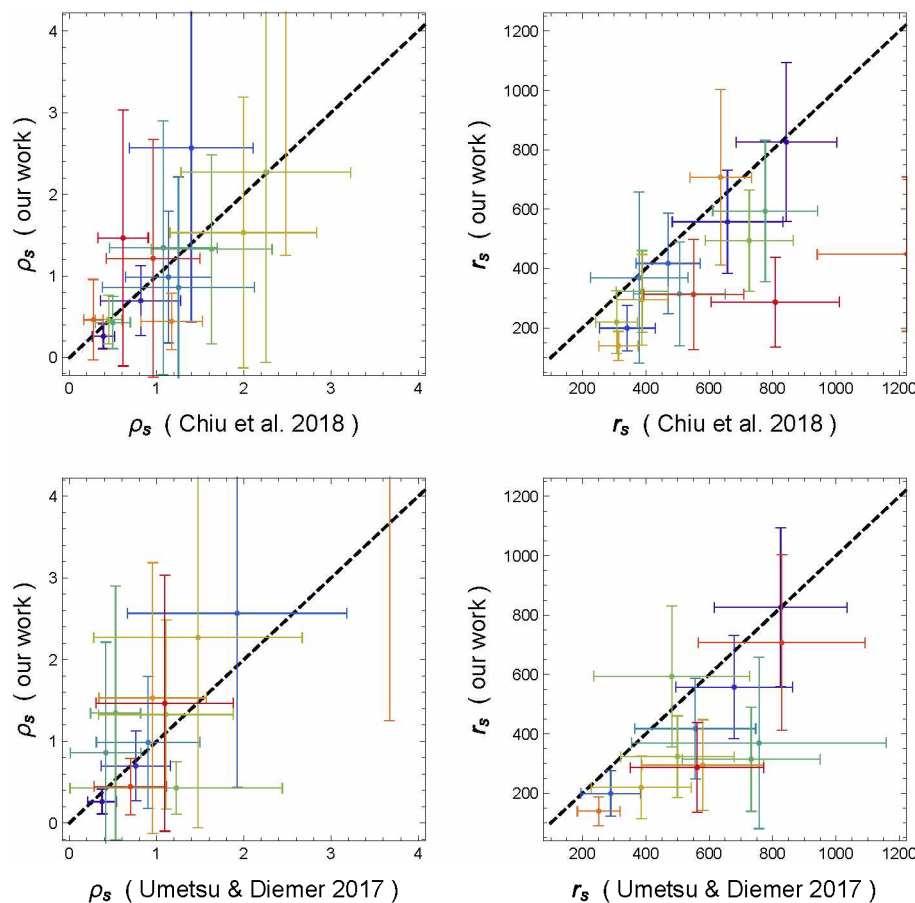 4
3
2
1
0
0 1 2 3 4
ρs ( our work )
ρs ( Chiu et al. 2018 )
1200
1000
800
600
400
200
200 400 600 800 1000 1200
rs ( our work )
rs ( Chiu et al. 2018 )
4
3
2
1
0
0 1 2 3 4
ρs ( our work )
ρs ( Umetsu & Diemer 2017 )
1200
1000
800
600
400
200
200 400 600 800 1000 1200
rs ( our work )
rs ( Umetsu & Diemer 2017 )